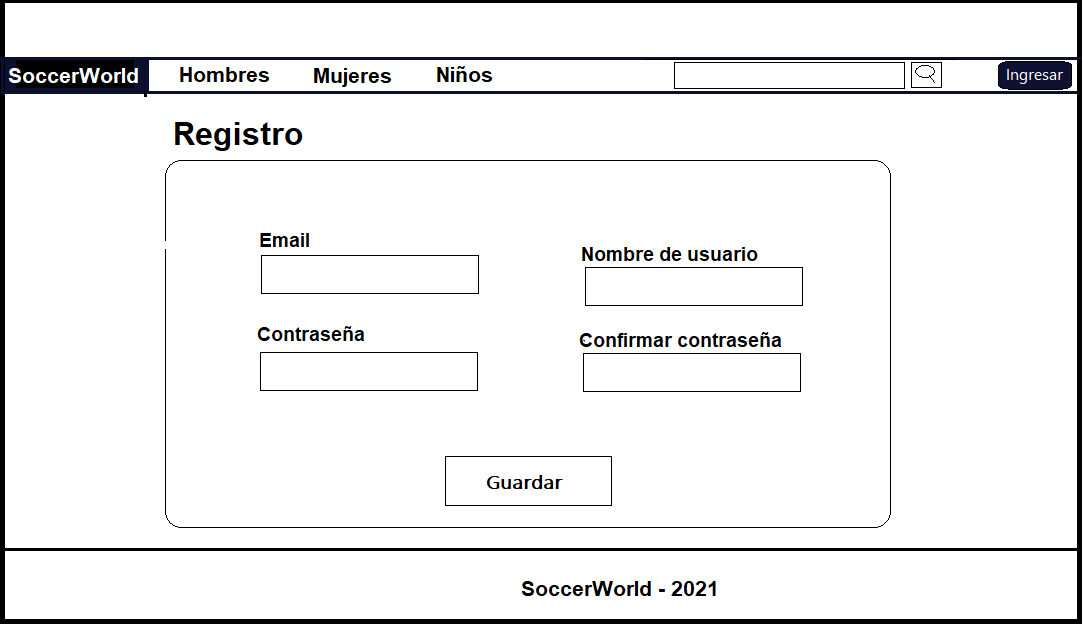 SoccerWorld Hombres Mujeres Niños Ingresar
Registro
Email
Nombre de usuario
Contraseña
Confirmar contraseña
Guardar
SoccerWorld - 2021